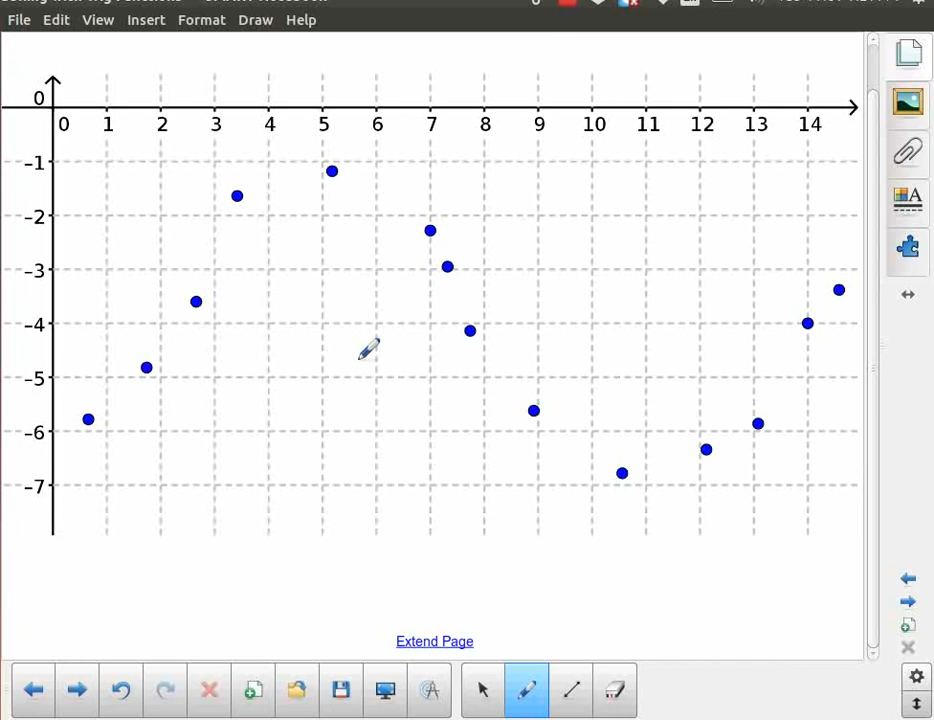 File Edit View Insert Format Draw Help
0
0 1 2 3 4 5 6 7 8 9 10 11 12 13 14
-1
-2
-3
-4
-5
-6
-7
Extend Page